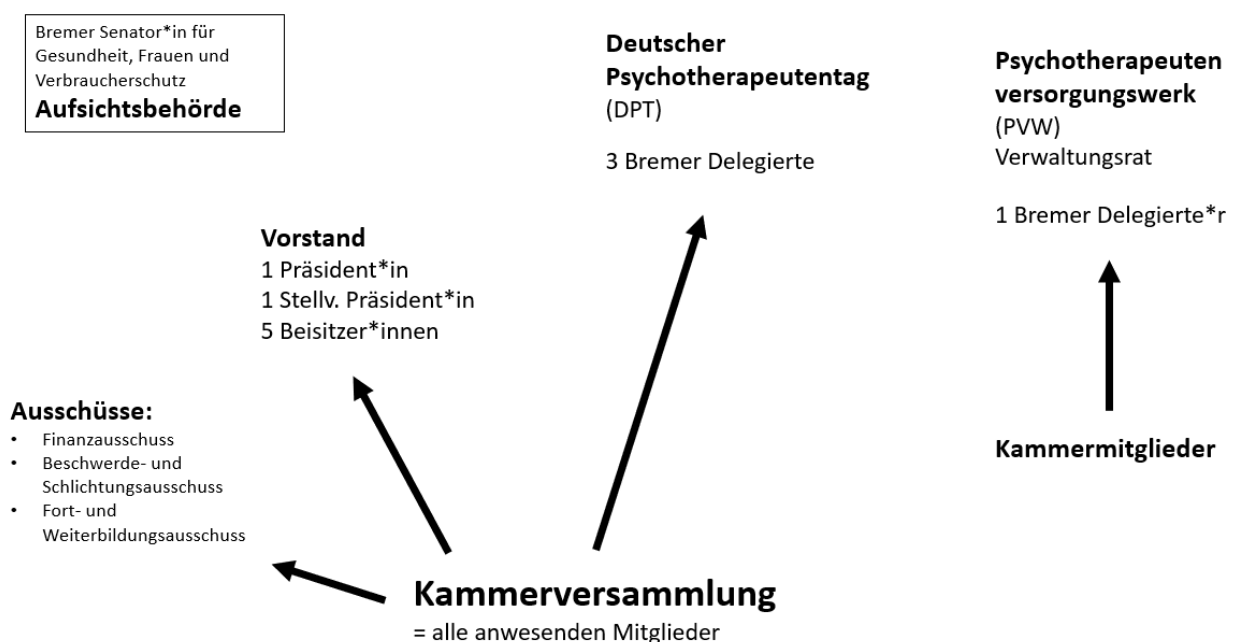 Bremer Senator*in für
Gesundheit, Frauen und
Verbraucherschutz
Aufsichtsbehörde
Deutscher
Psychotherapeutentag
(DPT)
3 Bremer Delegierte
Psychotherapeuten
versorgungswerk
(PVW)
Verwaltungsrat
1 Bremer Delegierte*r
Vorstand
1 Präsident*in
1 Stellv. Präsident*in
5 Beisitzer*innen
Ausschüsse:
• Finanzausschuss
• Beschwerde- und
Schlichtungsausschuss
• Fort- und
Weiterbildungsausschuss
Kammermitglieder
Kammerversammlung
= alle anwesenden Mitglieder